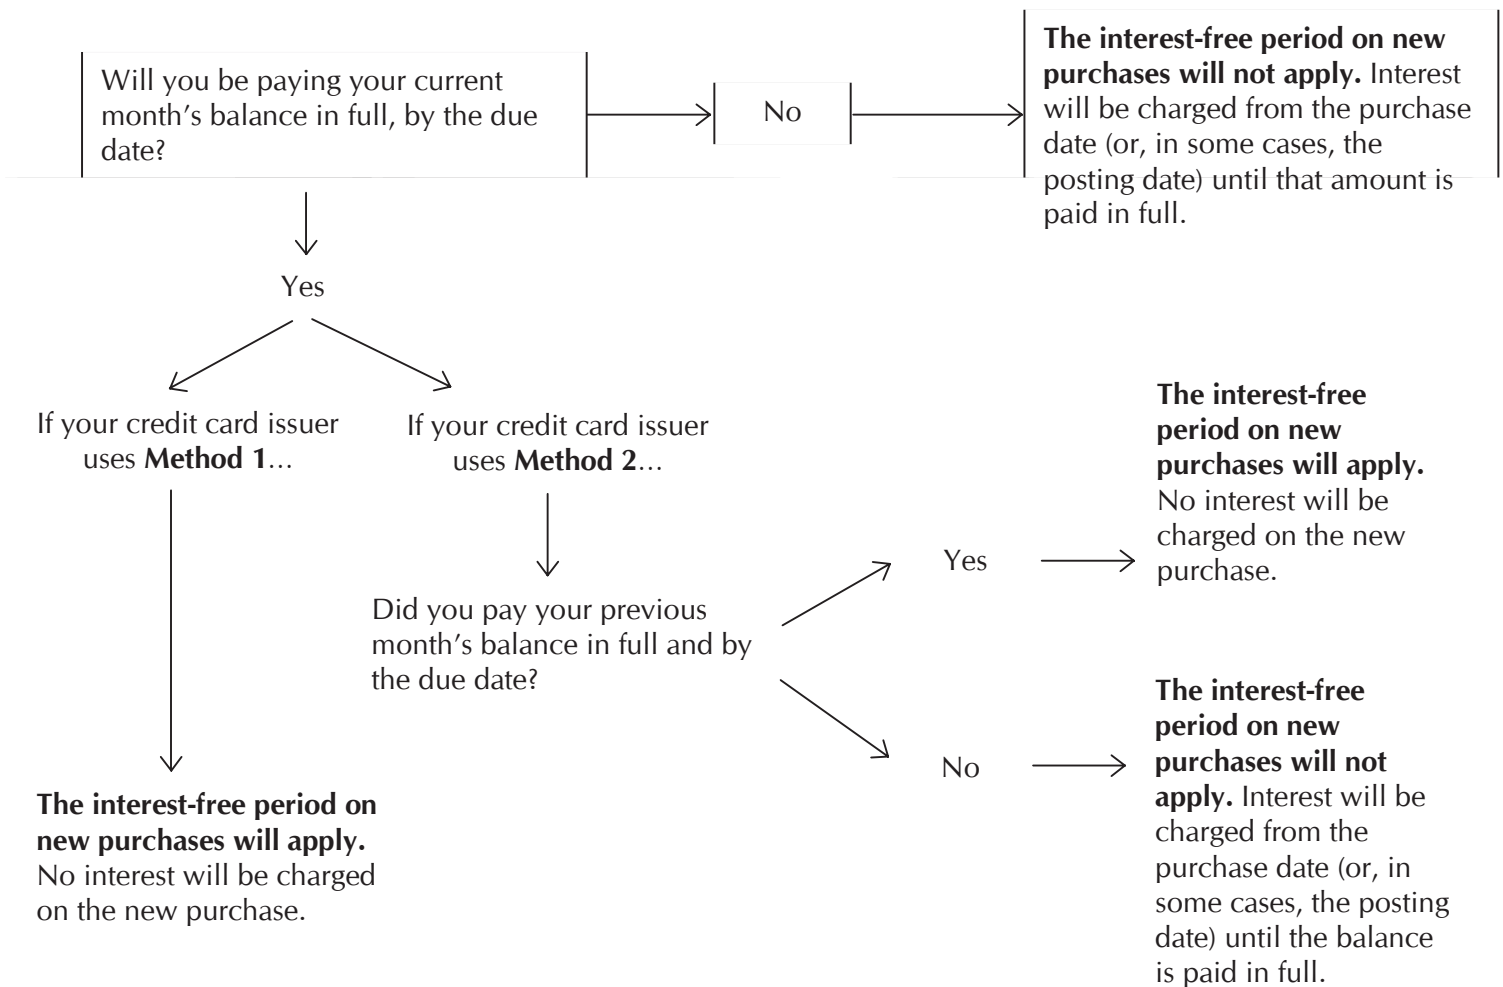 Will you be paying your current
month’s balance in full, by the due
date?
No
The interest-free period on new
purchases will not apply. Interest
will be charged from the purchase
date (or, in some cases, the
posting date) until that amount is
paid in full.
Yes
If your credit card issuer
uses Method 1…
If your credit card issuer
uses Method 2…
Did you pay your previous
month’s balance in full and by
the due date?
Yes
The interest-free
period on new
purchases will apply.
No interest will be
charged on the new
purchase.
No
The interest-free
period on new
purchases will not
apply. Interest will be
charged from the
purchase date (or, in
some cases, the posting
date) until the balance
is paid in full.
The interest-free period on
new purchases will apply.
No interest will be charged
on the new purchase.